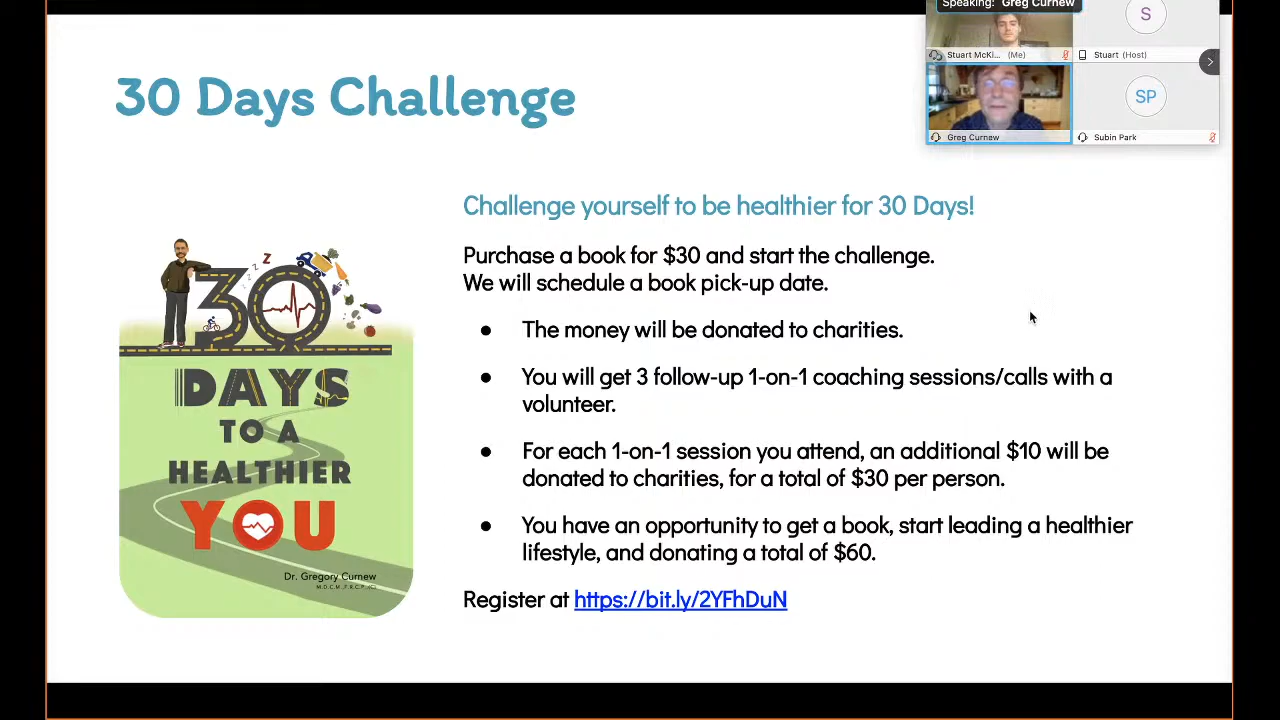 Speaking: Greg Curnew
S
Stuart McKi... (Me)
Stuart (Host)
SP
Greg Curnew
Subin Park
30 Days Challenge
Challenge yourself to be healthier for 30 Days!
Purchase a book for $30 and start the challenge.
We will schedule a book pick-up date.
● The money will be donated to charities.
● You will get 3 follow-up 1-on-1 coaching sessions/calls with a
volunteer.
● For each 1-on-1 session you attend, an additional $10 will be
donated to charities, for a total of $30 per person.
● You have an opportunity to get a book, start leading a healthier
lifestyle, and donating a total of $60.
Register at https://bit.ly/2YFhDuN
z z z Z
30
DAYS
TO A
HEALTHIER
YOU
Dr. Gregory Curnew